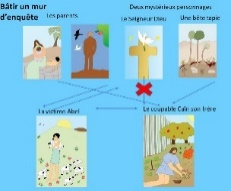 Bâtir un mur
d'enquête
Les parents
Deux mystérieux personnages
Le Seigneur Dieu
Une bête tapie
La victime Abel
Le coupable Caïn son frère